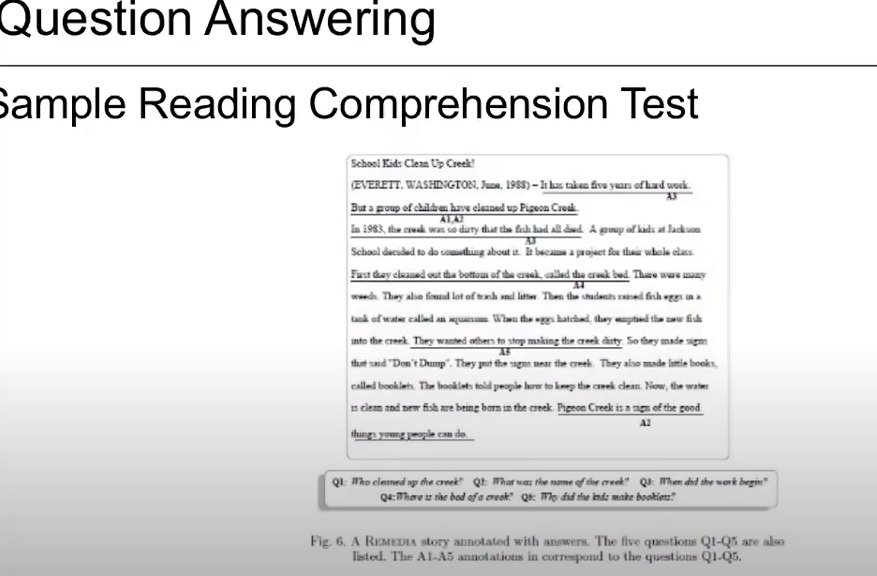 Question Answering
Sample Reading Comprehension Test
School Kids Clean Up Creek!
(EVERETT, WASHINGTON, June, 1988) – It has taken five years of hard work.
A3
But a group of children have cleaned up Pigeon Creek.
A1,A2
In 1983, the creek was so dirty that the fish had all died. A group of kids at Jackson
A3
School decided to do something about it. It became a project for their whole class.
First they cleaned out the bottom of the creek, called the creek bed. There were many
A4
weeds. They also found lot of trash and litter. Then the students raised fish eggs in a
tank of water called an aquarium. When the eggs hatched, they emptied the new fish
into the creek. They wanted others to stop making the creek dirty. So they made signs
A5
that said "Don't Dump". They put the signs near the creek. They also made little books,
called booklets. The booklets told people how to keep the creek clean. Now, the water
is clean and new fish are being born in the creek. Pigeon Creek is a sign of the good
A2
things young people can do.
Q1: Who cleaned up the creek? Q2: What was the name of the creek? Q3: When did the work begin?
Q4: Where is the bed of a creek? Q5: Why did the kids make booklets?
Fig. 6. A REMEDIA story annotated with answers. The five questions Q1-Q5 are also
listed. The A1-A5 annotations in correspond to the questions Q1-Q5.